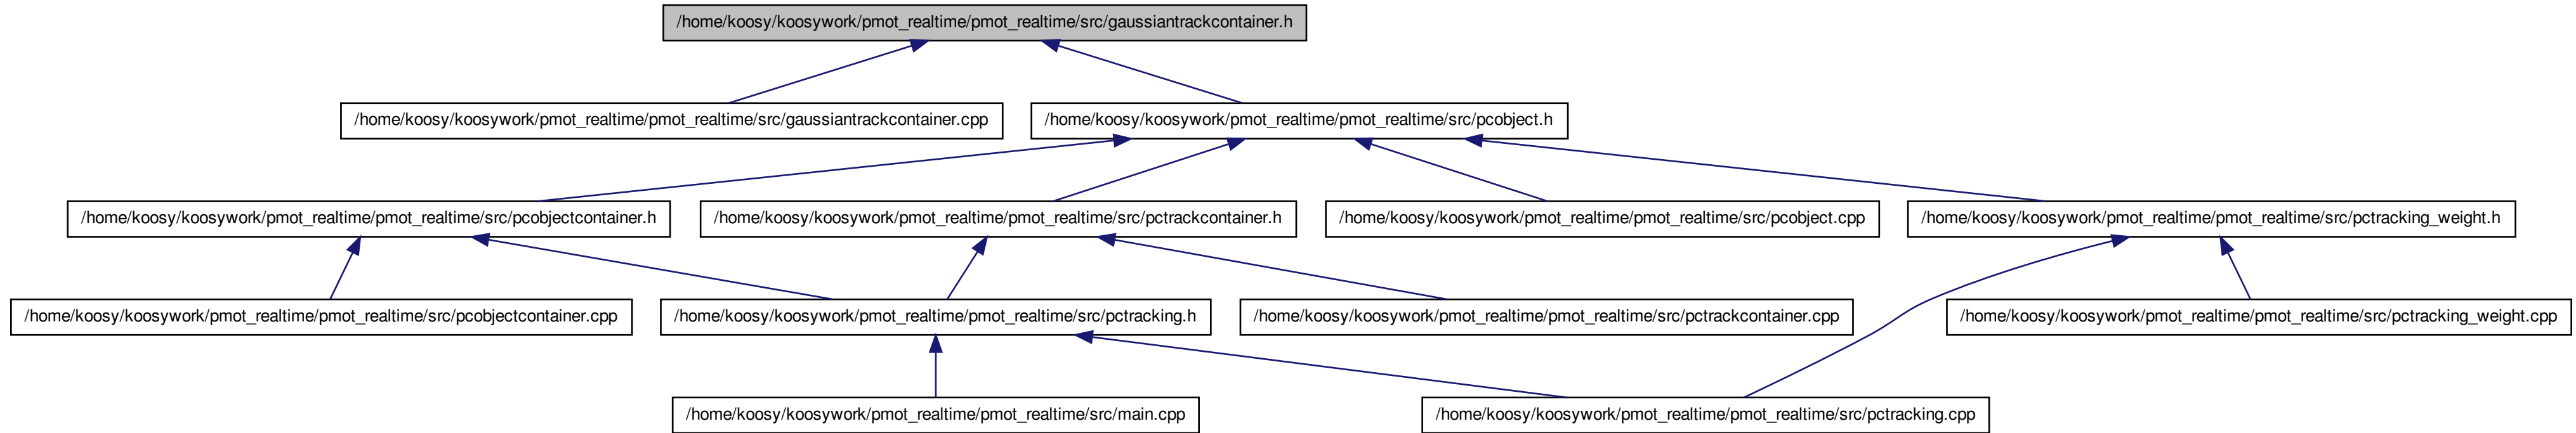 /home/koosy/koosywork/pmot_realtime/pmot_realtime/src/gaussiantrackcontainer.h
/home/koosy/koosywork/pmot_realtime/pmot_realtime/src/gaussiantrackcontainer.cpp
/home/koosy/koosywork/pmot_realtime/pmot_realtime/src/pcobject.h
/home/koosy/koosywork/pmot_realtime/pmot_realtime/src/pcobjectcontainer.h
/home/koosy/koosywork/pmot_realtime/pmot_realtime/src/pctrackcontainer.h
/home/koosy/koosywork/pmot_realtime/pmot_realtime/src/pcobject.cpp
/home/koosy/koosywork/pmot_realtime/pmot_realtime/src/pctracking_weight.h
/home/koosy/koosywork/pmot_realtime/pmot_realtime/src/pcobjectcontainer.cpp
/home/koosy/koosywork/pmot_realtime/pmot_realtime/src/pctracking.h
/home/koosy/koosywork/pmot_realtime/pmot_realtime/src/pctrackcontainer.cpp
/home/koosy/koosywork/pmot_realtime/pmot_realtime/src/pctracking_weight.cpp
/home/koosy/koosywork/pmot_realtime/pmot_realtime/src/main.cpp
/home/koosy/koosywork/pmot_realtime/pmot_realtime/src/pctracking.cpp